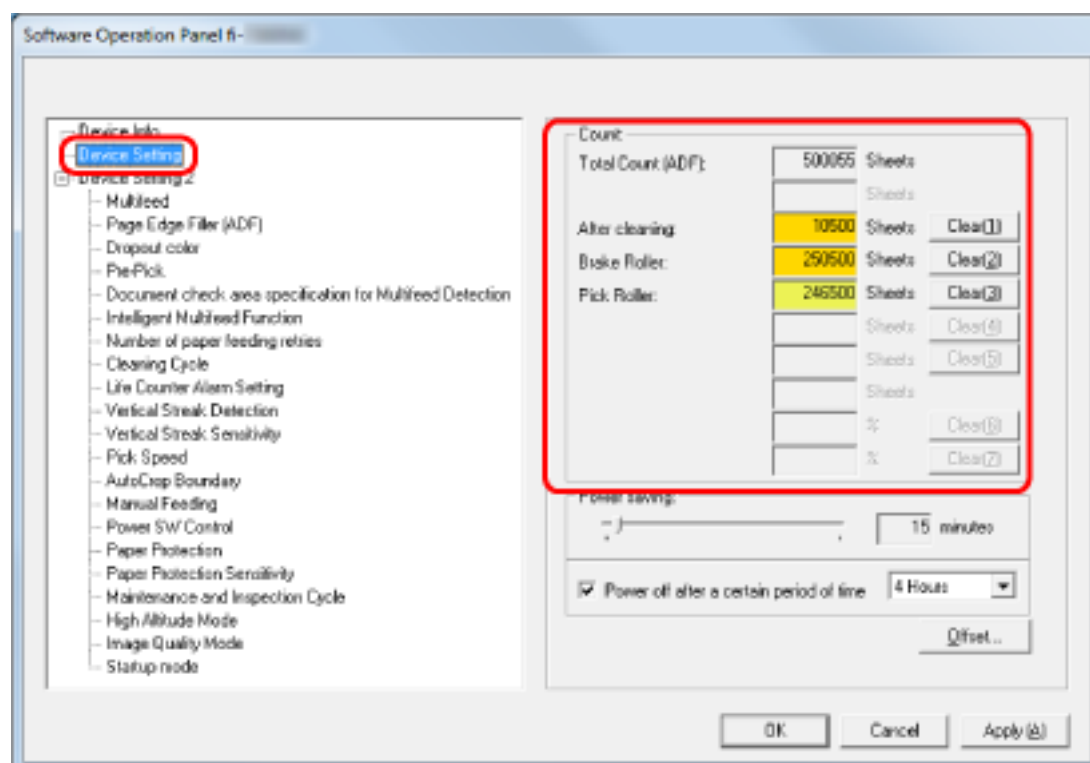 Software Operation Panel fi-
Device Info
Device Setting
Device Setting 2
Multifeed
Page Edge Filler (ADF)
Dropout color
Pre-Pick
Document check area specification for Multifeed Detection
Intelligent Multifeed Function
Number of paper feeding retries
Cleaning Cycle
Life Counter Alarm Setting
Vertical Streak Detection
Vertical Streak Sensitivity
Pick Speed
AutoCrop Boundary
Manual Feeding
Power SW Control
Paper Protection
Paper Protection Sensitivity
Maintenance and Inspection Cycle
High Altitude Mode
Image Quality Mode
Startup mode
Count
Total Count (ADF): 500055 Sheets
Sheets
After cleaning: 10500 Sheets Clear(1)
Brake Roller: 250500 Sheets Clear(2)
Pick Roller: 246500 Sheets Clear(3)
Sheets Clear(4)
Sheets Clear(5)
Sheets
% Clear(6)
% Clear(7)
Power saving:
15 minutes
Power off after a certain period of time 4 Hours
Offset...
OK Cancel Apply (A)